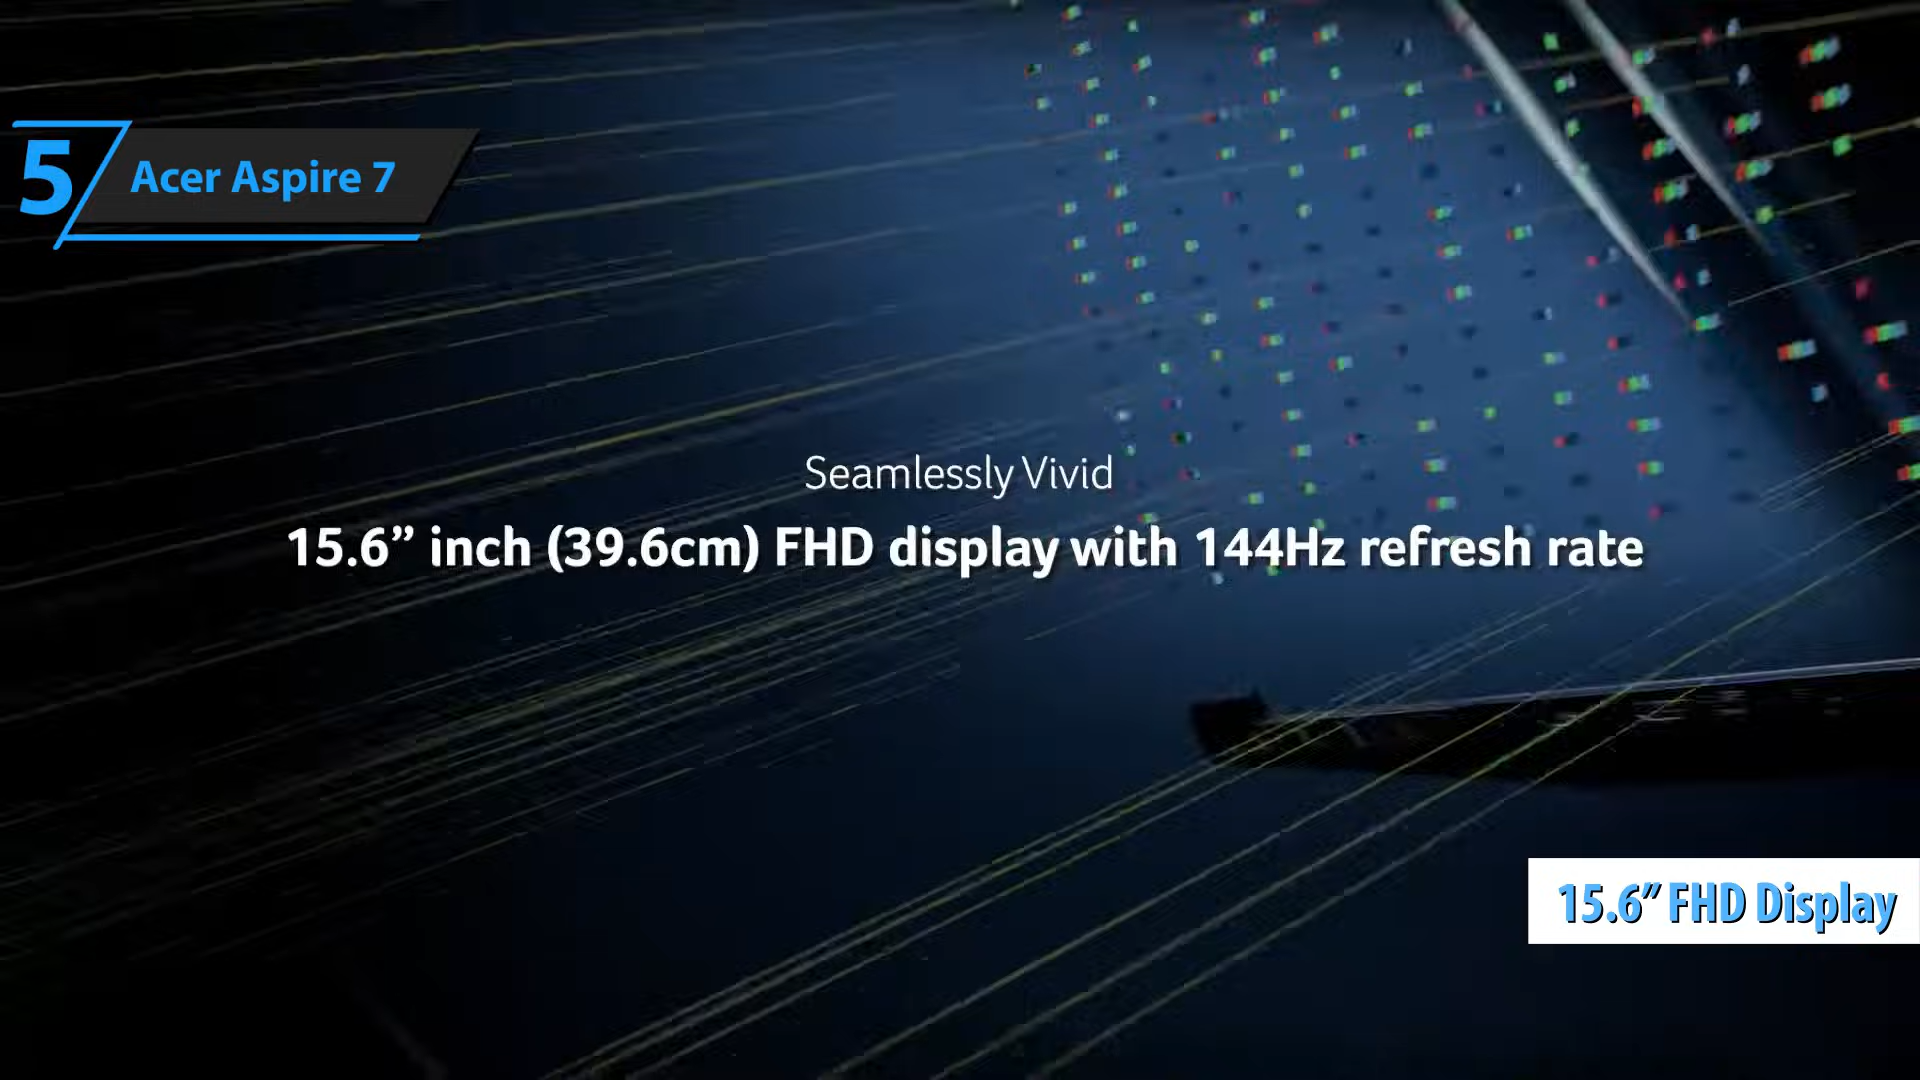 5
Acer Aspire 7
Seamlessly Vivid
15.6” inch (39.6cm) FHD display with 144Hz refresh rate
15.6” FHD Display